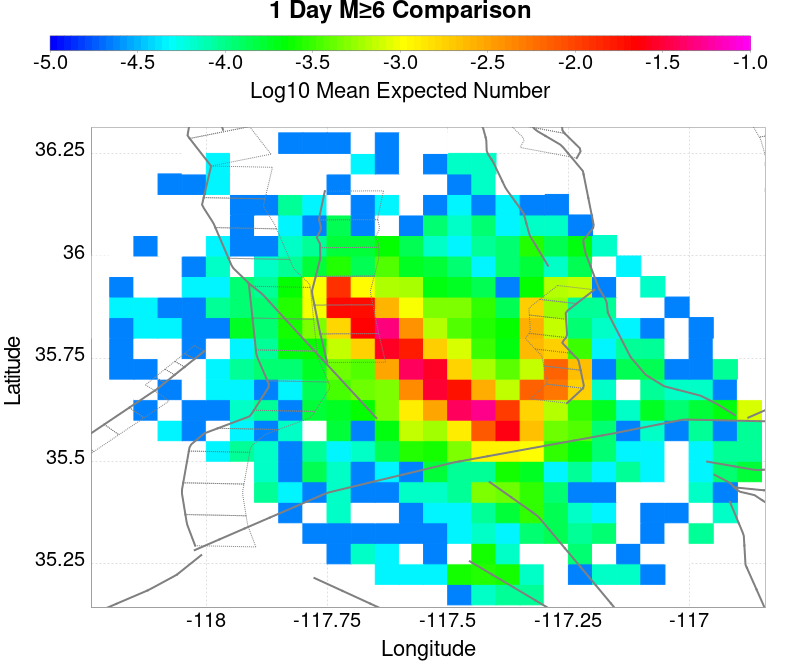 1 Day M≥6 Comparison
-5.0 -4.5 -4.0 -3.5 -3.0 -2.5 -2.0 -1.5 -1.0
Log10 Mean Expected Number
36.25
36
35.75
35.5
35.25
Latitude
-118 -117.75 -117.5 -117.25 -117
Longitude